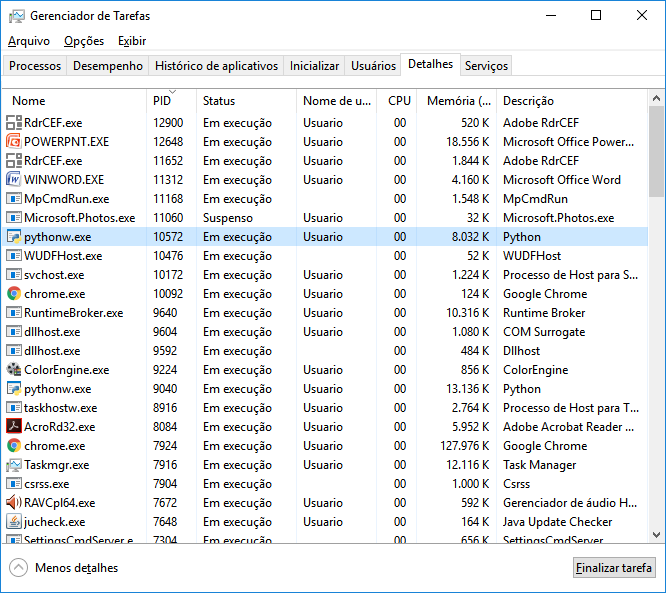 Gerenciador de Tarefas
Arquivo Opções Exibir
Processos Desempenho Histórico de aplicativos Inicializar Usuários Detalhes Serviços
Nome PID Status Nome de u... CPU Memória (... Descrição
RdrCEF.exe 12900 Em execução Usuario 00 520 K Adobe RdrCEF
POWERPNT.EXE 12648 Em execução Usuario 00 18.556 K Microsoft Office Power...
RdrCEF.exe 11652 Em execução Usuario 00 1.844 K Adobe RdrCEF
WINWORD.EXE 11312 Em execução Usuario 00 4.160 K Microsoft Office Word
MpCmdRun.exe 11168 Em execução 00 1.548 K MpCmdRun
Microsoft.Photos.exe 11060 Suspenso Usuario 00 32 K Microsoft.Photos.exe
pythonw.exe 10572 Em execução Usuario 00 8.032 K Python
WUDFHost.exe 10476 Em execução 00 52 K WUDFHost
svchost.exe 10172 Em execução Usuario 00 1.224 K Processo de Host para S...
chrome.exe 10092 Em execução Usuario 00 124 K Google Chrome
RuntimeBroker.exe 9640 Em execução Usuario 00 10.316 K Runtime Broker
dllhost.exe 9604 Em execução Usuario 00 1.080 K COM Surrogate
dllhost.exe 9592 Em execução 00 484 K Dllhost
ColorEngine.exe 9224 Em execução Usuario 00 856 K ColorEngine
pythonw.exe 9040 Em execução Usuario 00 13.136 K Python
taskhostw.exe 8916 Em execução Usuario 00 2.764 K Processo de Host para T...
AcroRd32.exe 8084 Em execução Usuario 00 5.952 K Adobe Acrobat Reader ...
chrome.exe 7924 Em execução Usuario 00 127.976 K Google Chrome
Taskmgr.exe 7916 Em execução Usuario 00 12.116 K Task Manager
csrss.exe 7904 Em execução 00 1.000 K Csrss
RAVCpl64.exe 7672 Em execução Usuario 00 592 K Gerenciador de áudio H...
jucheck.exe 7648 Em execução Usuario 00 164 K Java Update Checker
SettingsCmdServer.e 7304 Em execução Usuario 00 656 K SettingsCmdServer
Menos detalhes Finalizar tarefa